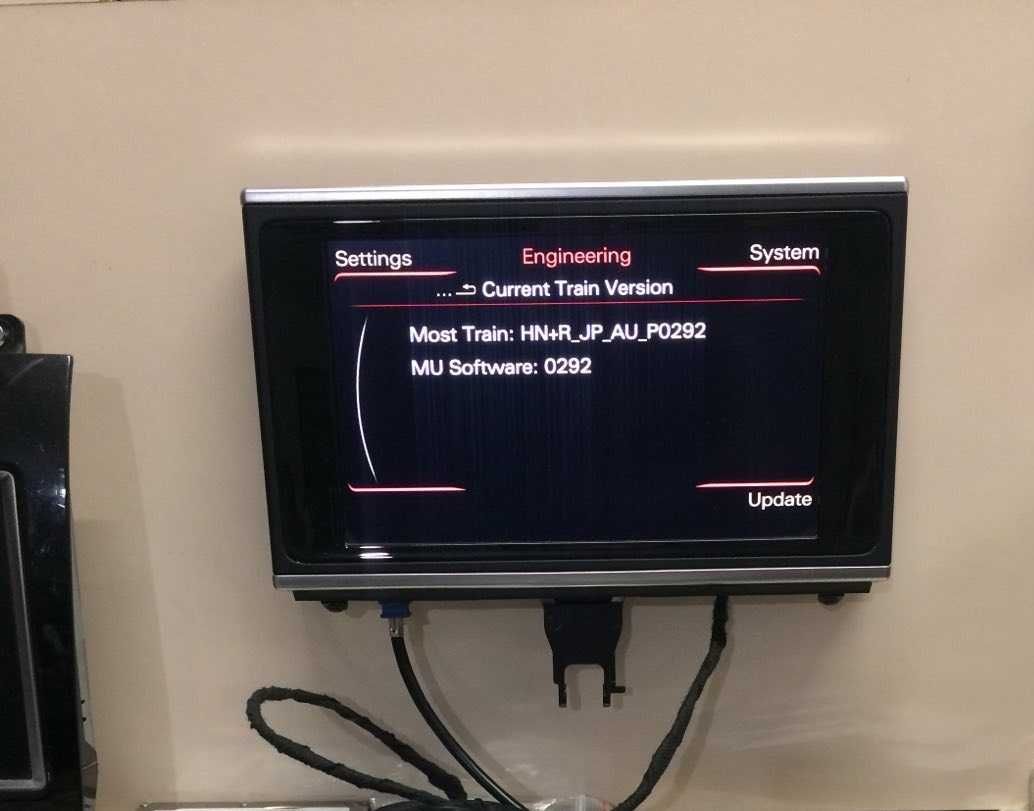 Settings Engineering System
... Current Train Version
Most Train: HN+R_JP_AU_P0292
MU Software: 0292
Update